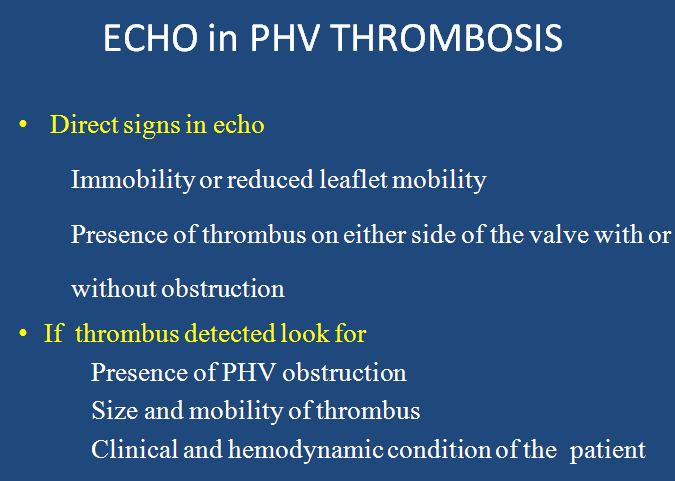 ECHO in PHV THROMBOSIS
• Direct signs in echo
Immobility or reduced leaflet mobility
Presence of thrombus on either side of the valve with or
without obstruction
• If thrombus detected look for
Presence of PHV obstruction
Size and mobility of thrombus
Clinical and hemodynamic condition of the patient